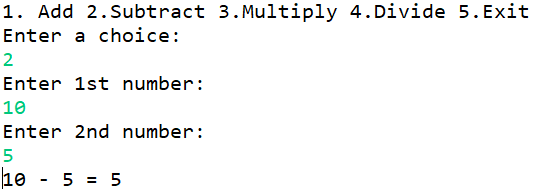 1. Add 2.Subtract 3.Multiply 4.Divide 5.Exit
Enter a choice:
2
Enter 1st number:
10
Enter 2nd number:
5
10 - 5 = 5